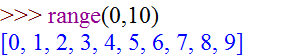 >>> range(0,10)
[0, 1, 2, 3, 4, 5, 6, 7, 8, 9]